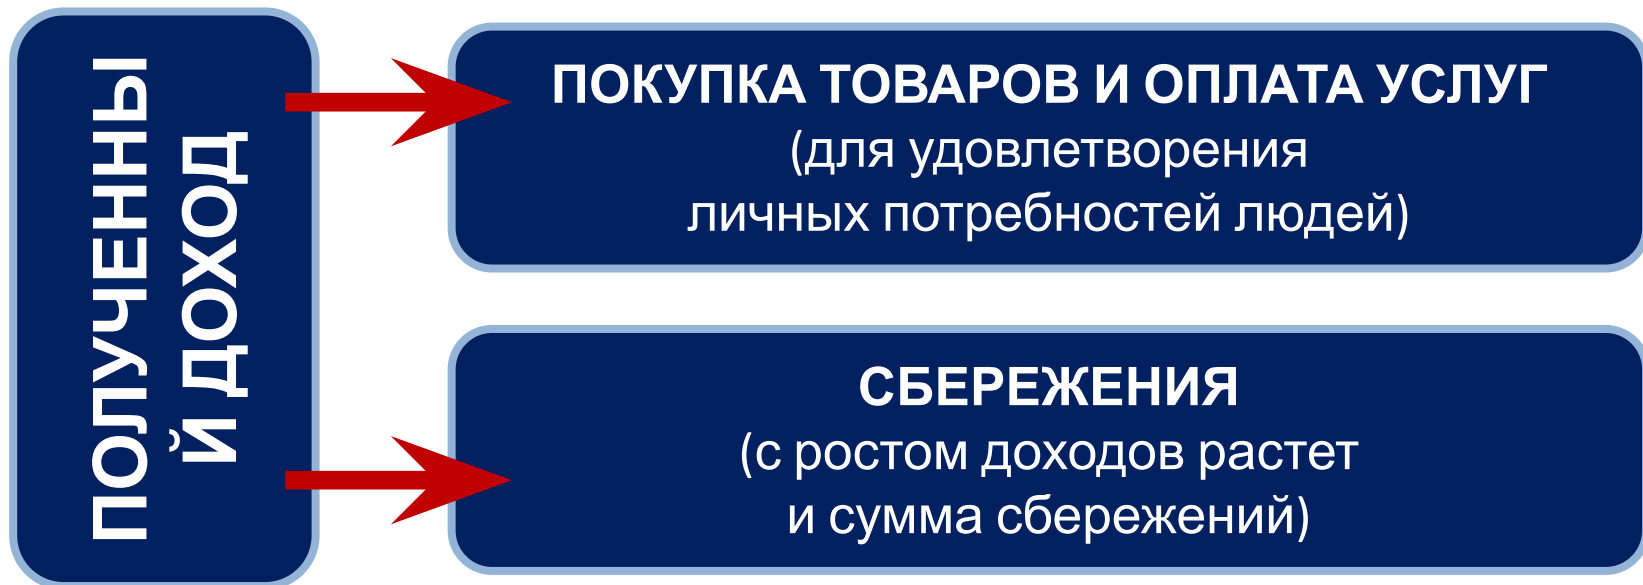 ПОЛУЧЕННЫ
Й ДОХОД
ПОКУПКА ТОВАРОВ И ОПЛАТА УСЛУГ
(для удовлетворения
личных потребностей людей)
СБЕРЕЖЕНИЯ
(с ростом доходов растет
и сумма сбережений)